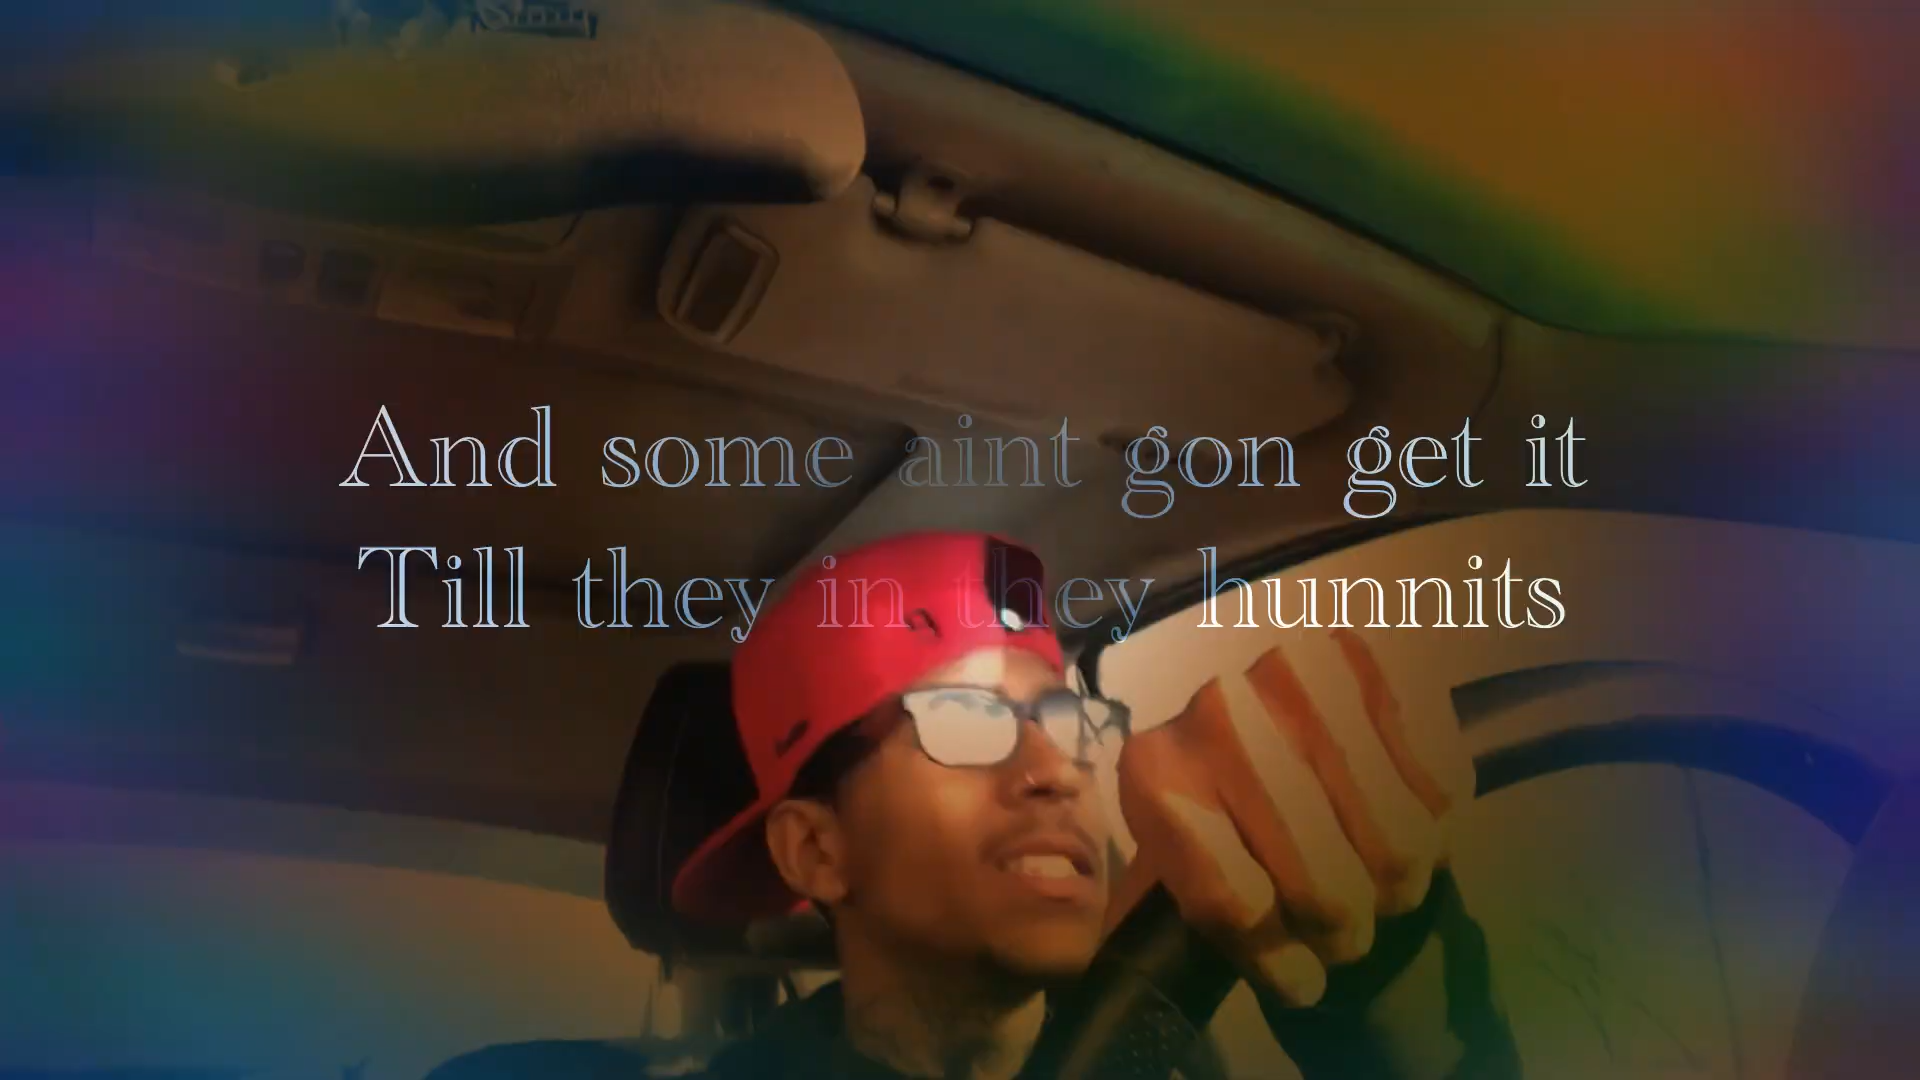 And some aint gon get it
Till they in they hunnits